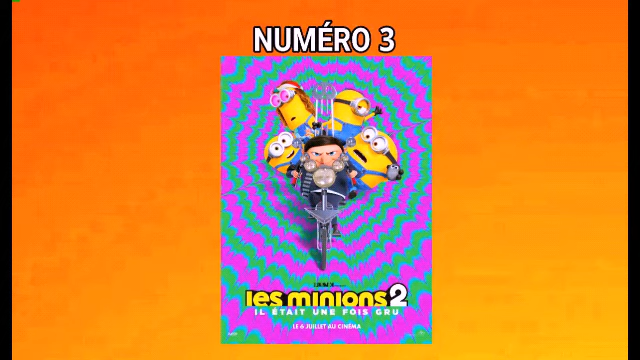 NUMÉRO 3
les minions 2
IL ÉTAIT UNE FOIS GRU
LE 6 JUILLET AU CINÉMA